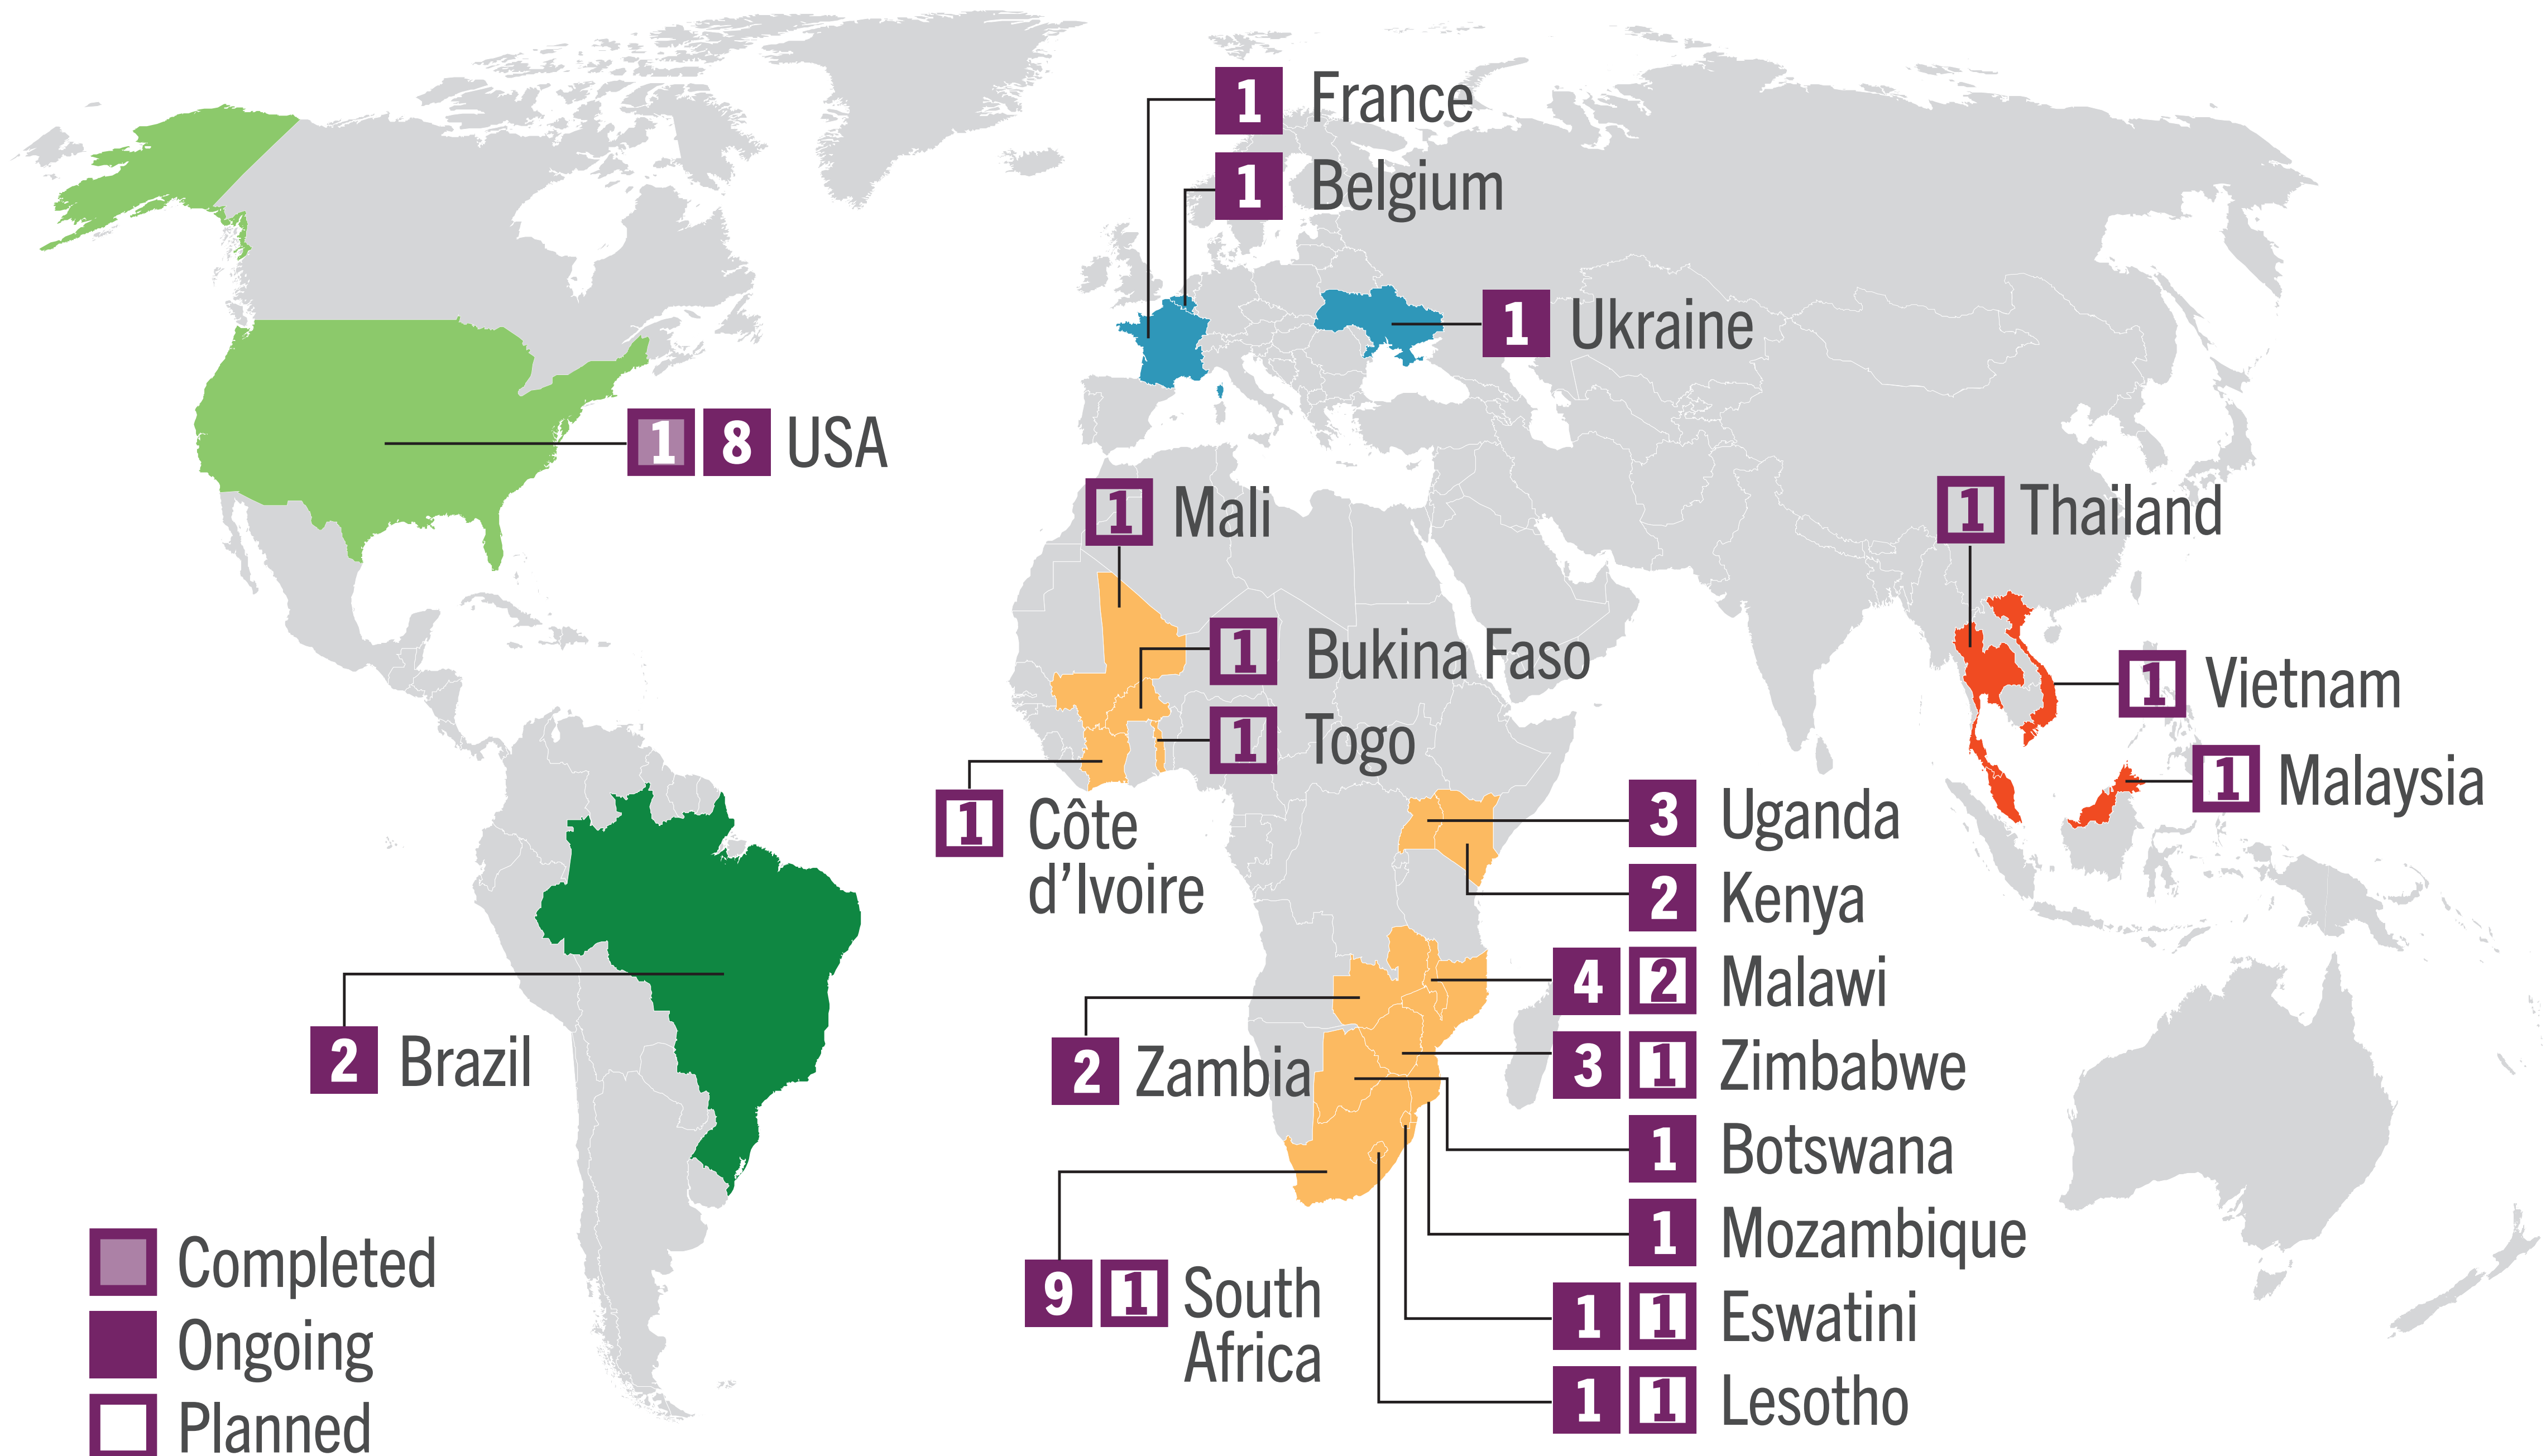 1 France
1 Belgium
1 Ukraine
1 8 USA
1 Mali
1 Thailand
1 Bukina Faso
1 Vietnam
1 Togo
1 Malaysia
1 Côte
d’Ivoire
3 Uganda
2 Kenya
4 2 Malawi
2 Brazil
2 Zambia
3 1 Zimbabwe
1 Botswana
1 Mozambique
9 1 South
Africa
1 1 Eswatini
1 1 Lesotho
Completed
Ongoing
Planned